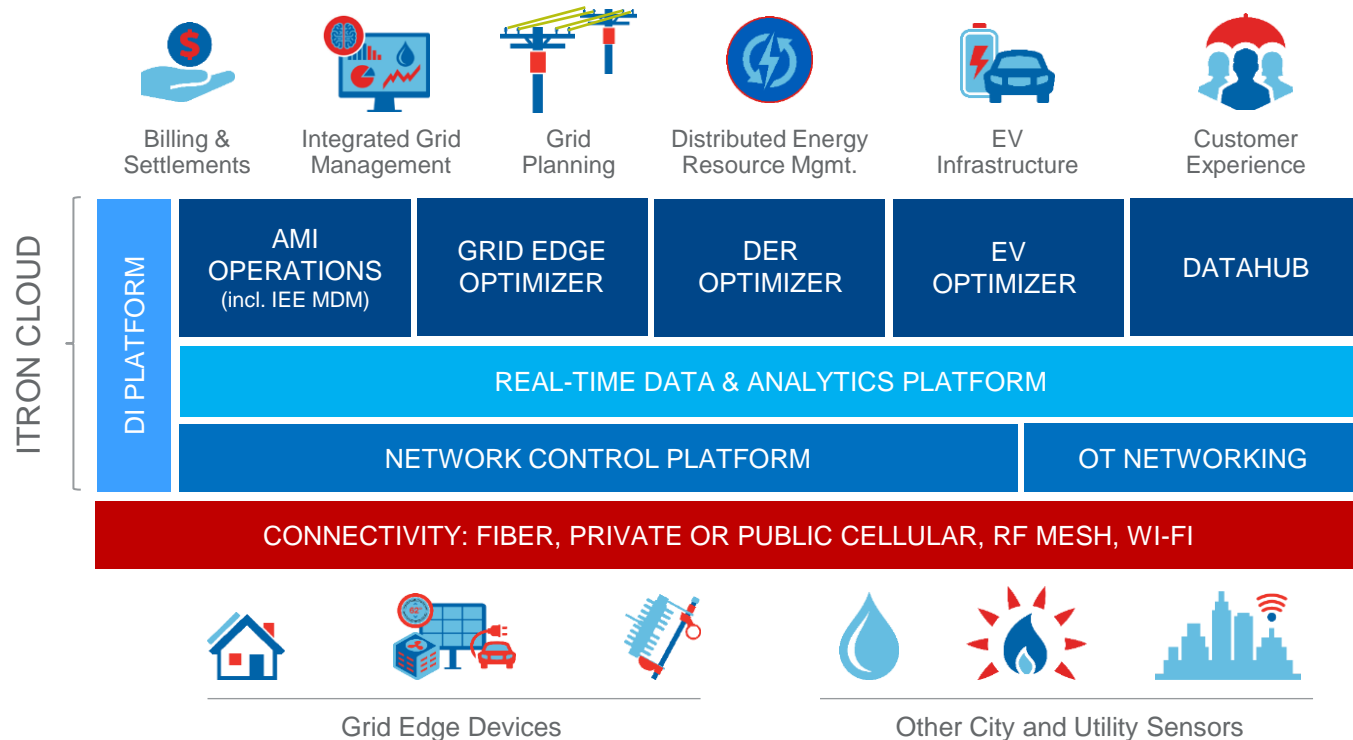 Billing &
Settlements
Integrated Grid
Management
Grid
Planning
Distributed Energy
Resource Mgmt.
EV
Infrastructure
Customer
Experience
ITRON CLOUD
DI PLATFORM
AMI
OPERATIONS
(incl. IEE MDM)
GRID EDGE
OPTIMIZER
DER
OPTIMIZER
EV
OPTIMIZER
DATAHUB
REAL-TIME DATA & ANALYTICS PLATFORM
NETWORK CONTROL PLATFORM
OT NETWORKING
CONNECTIVITY: FIBER, PRIVATE OR PUBLIC CELLULAR, RF MESH, WI-FI
Grid Edge Devices
Other City and Utility Sensors